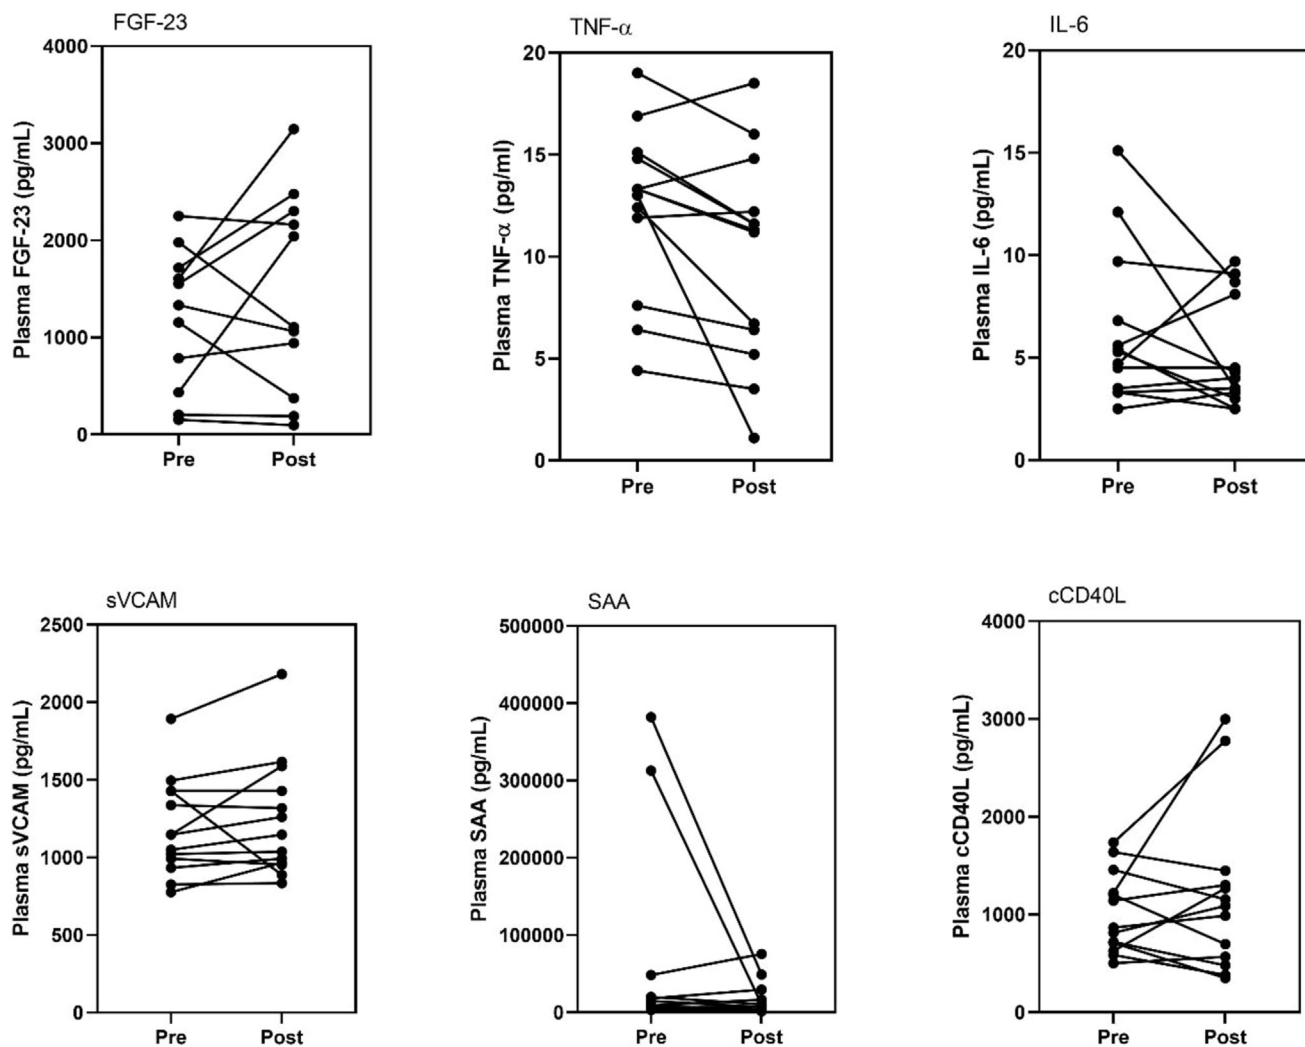 FGF-23
Plasma FGF-23 (pg/mL)
4000
3000
2000
1000
0
Pre Post
TNF-α
Plasma TNF-α (pg/ml)
20
15
10
5
0
Pre Post
IL-6
Plasma IL-6 (pg/mL)
20
15
10
5
0
Pre Post
sVCAM
Plasma sVCAM (pg/mL)
2500
2000
1500
1000
500
0
Pre Post
SAA
Plasma SAA (pg/mL)
500000
400000
300000
200000
100000
0
Pre Post
cCD40L
Plasma cCD40L (pg/mL)
4000
3000
2000
1000
0
Pre Post